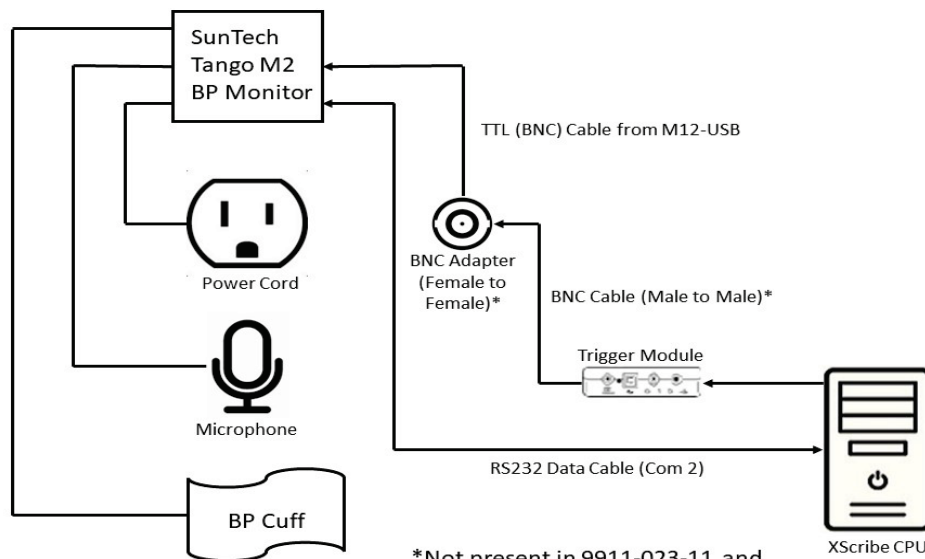 SunTech
Tango M2
BP Monitor
TTL (BNC) Cable from M12-USB
BNC Adapter
(Female to
Female)*
BNC Cable (Male to Male)*
Power Cord
Trigger Module
Microphone
RS232 Data Cable (Com 2)
BP Cuff
XScribe CPU
*Not present in 9911-023-11 and